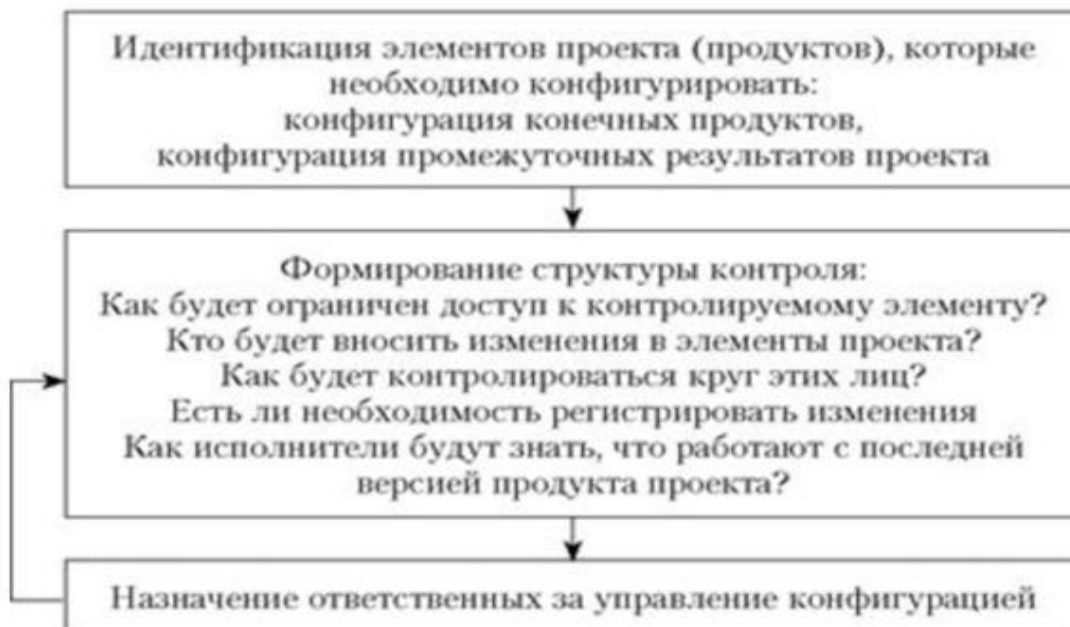 Идентификация элементов проекта (продуктов), которые
необходимо конфигурировать:
конфигурация конечных продуктов,
конфигурация промежуточных результатов проекта
Формирование структуры контроля:
Как будет ограничен доступ к контролируемому элементу?
Кто будет вносить изменения в элементы проекта?
Как будет контролироваться круг этих лиц?
Есть ли необходимость регистрировать изменения
Как исполнители будут знать, что работают с последней
версией продукта проекта?
Назначение ответственных за управление конфигурацией